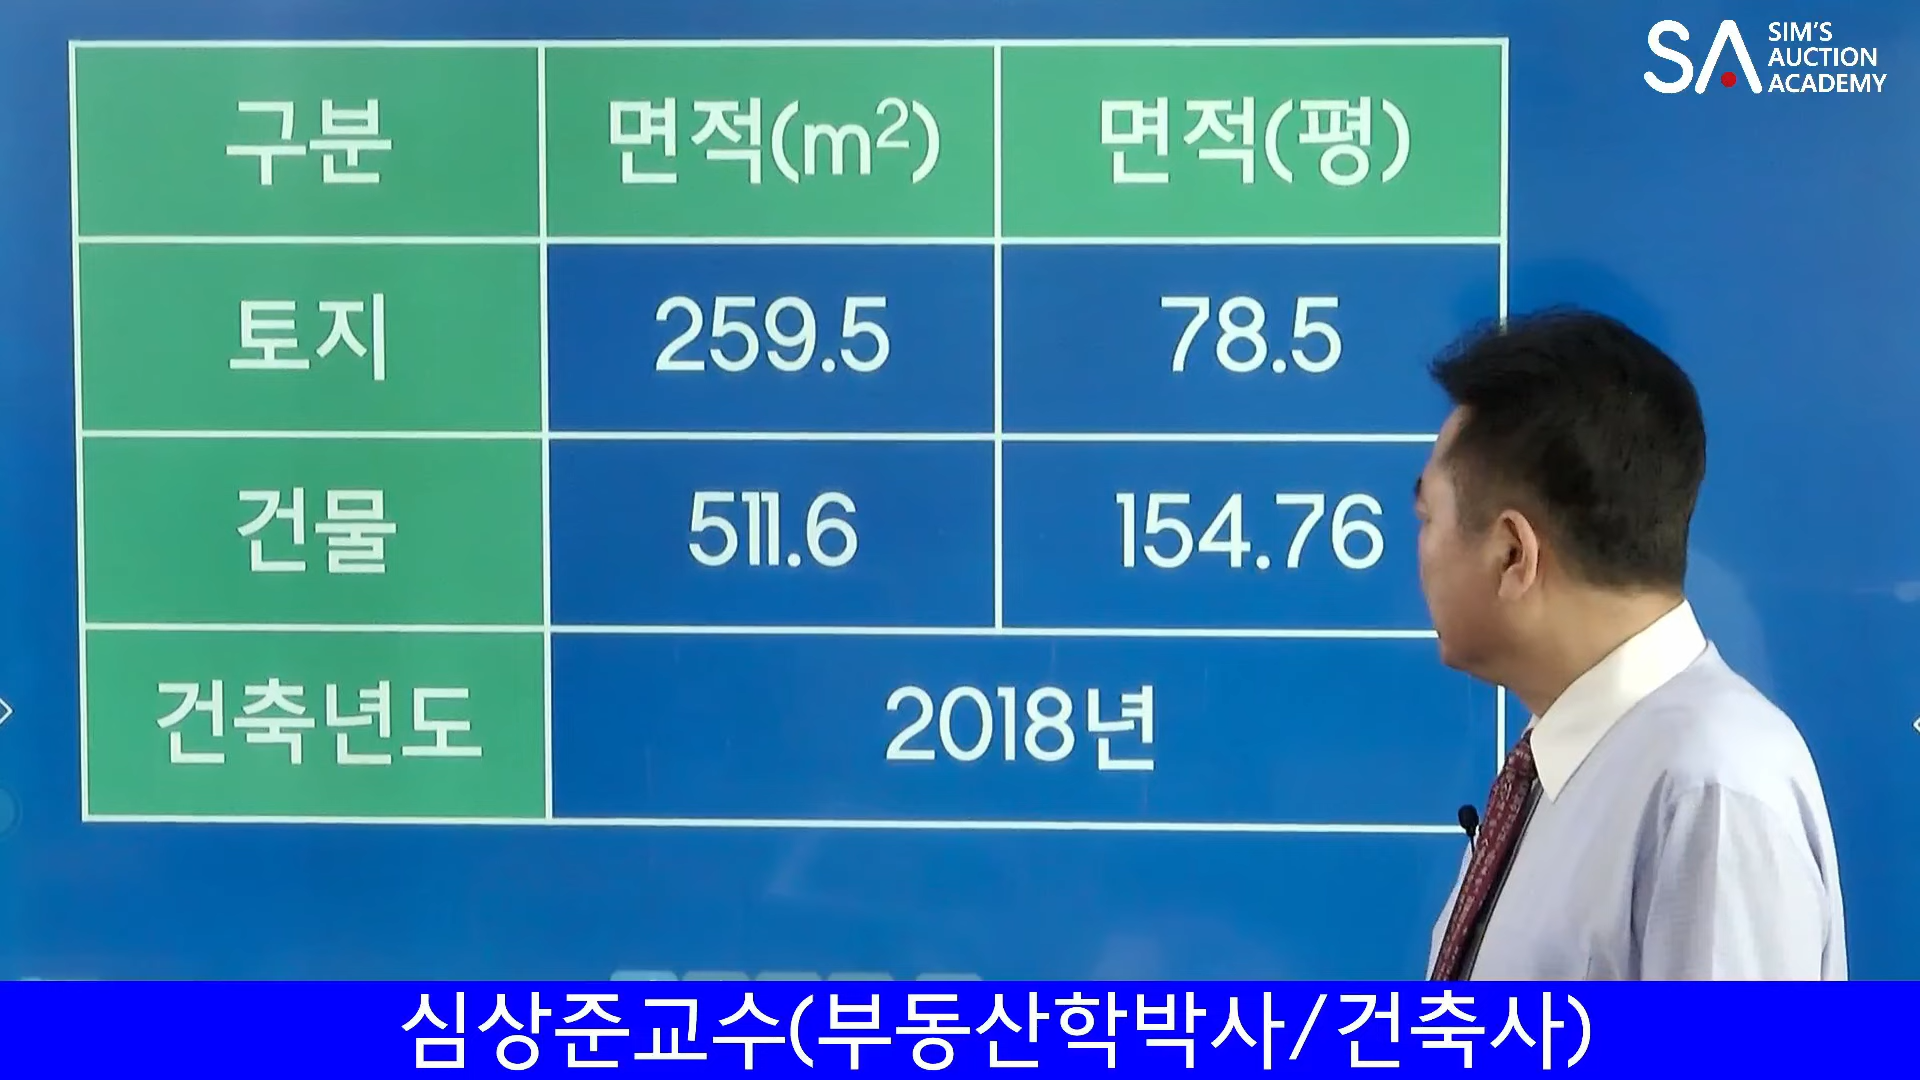 SA SIM'S
AUCTION
ACADEMY
구분 면적(m²) 면적(평)
토지 259.5 78.5
건물 511.6 154.76
건축년도 2018년
심상준교수(부동산학박사/건축사)